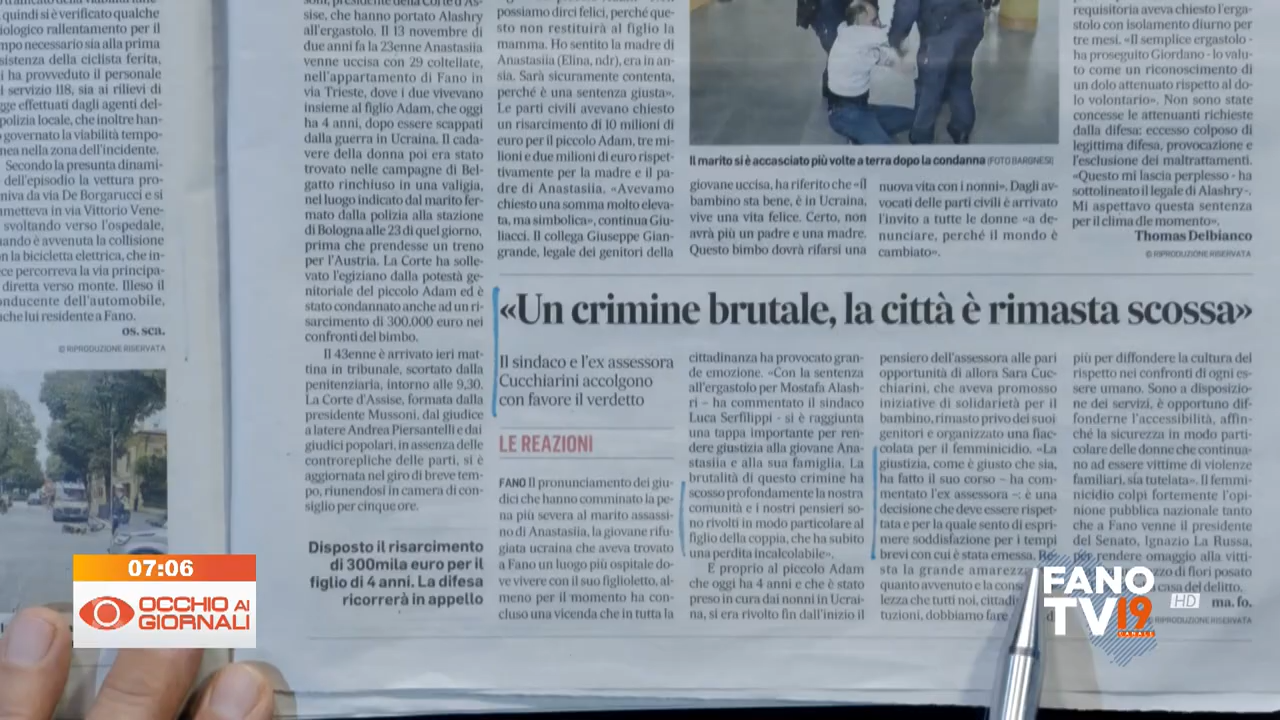 quindi si è verificato qualche
iologico rallentamento per il
mpo necessario sia alla prima
sistenza della ciclista ferita,
i ha provveduto il personale
l servizio 118, sia ai rilievi di
gge effettuati dagli agenti del-
polizia locale, che inoltre han-
o governato la viabilità tempo-
nea nella zona dell'incidente.
Secondo la presunta dinami-
dell'episodio la vettura pro-
niva da via De Borgarucci e si
metteva in via Vittorio Vene-
svoltando verso l'ospedale,
uando è avvenuta la collisione
n la bicicletta elettrica, che in-
ce percorreva la via principa-
diretta verso monte. Illeso il
onducente dell'automobile,
che lui residente a Fano.
os. sca.
© RIPRODUZIONE RISERVATA
sise, che hanno portato Alashry
all'ergastolo. Il 13 novembre di
due anni fa la 23enne Anastasiia
venne uccisa con 29 coltellate,
nell'appartamento di Fano in
via Trieste, dove i due vivevano
insieme al figlio Adam, che oggi
ha 4 anni, dopo essere scappati
dalla guerra in Ucraina. Il cada-
vere della donna poi era stato
trovato nelle campagne di Bel-
gatto rinchiuso in una valigia,
nel luogo indicato dal marito fer-
mato dalla polizia alla stazione
di Bologna alle 23 di quel giorno,
prima che prendesse un treno
per l'Austria. La Corte ha solle-
vato l'egiziano dalla potestà ge-
nitoriale del piccolo Adam ed è
stato condannato anche ad un ri-
sarcimento di 300.000 euro nei
confronti del bimbo.
Il 43enne è arrivato ieri mat-
tina in tribunale, scortato dalla
penitenziaria, intorno alle 9,30.
La Corte d'Assise, formata dalla
presidente Mussoni, dal giudice
a latere Andrea Piersantelli e dai
giudici popolari, in assenza delle
controrepliche delle parti, si è
aggiornata nel giro di breve tem-
po, riunendosi in camera di con-
siglio per cinque ore.
Disposto il risarcimento
di 300mila euro per il
figlio di 4 anni. La difesa
ricorrerà in appello
possiamo dirci felici, perché que-
sto non restituirà al figlio la
mamma. Ho sentito la madre di
Anastasiia (Elina, ndr), era in an-
sia. Sarà sicuramente contenta,
perché è una sentenza giusta».
Le parti civili avevano chiesto
un risarcimento di 10 milioni di
euro per il piccolo Adam, tre mi-
lioni e due milioni di euro rispet-
tivamente per la madre e il pa-
dre di Anastasiia. «Avevamo
chiesto una somma molto eleva-
ta, ma simbolica», continua Giu-
liacci. Il collega Giuseppe Gian-
grande, legale dei genitori della
Il marito si è accasciato più volte a terra dopo la condanna (FOTO BARGNESI)
giovane uccisa, ha riferito che «il
bambino sta bene, è in Ucraina,
vive una vita felice. Certo, non
avrà più un padre e una madre.
Questo bimbo dovrà rifarsi una
nuova vita con i nonni». Dagli av-
vocati delle parti civili è arrivato
l'invito a tutte le donne «a de-
nunciare, perché il mondo è
cambiato».
requisitoria aveva chiesto l'erga-
stolo con isolamento diurno per
tre mesi. «Il semplice ergastolo -
ha proseguito Giordano - lo valu-
to come un riconoscimento di
un dolo attenuato rispetto al do-
lo volontario». Non sono state
concesse le attenuanti richieste
dalla difesa: eccesso colposo di
legittima difesa, provocazione e
l'esclusione dei maltrattamenti.
«Questo mi lascia perplesso - ha
sottolineato il legale di Alashry -.
Mi aspettavo questa sentenza
per il clima dle momento».
Thomas Delbianco
© RIPRODUZIONE RISERVATA
«Un crimine brutale, la città è rimasta scossa»
Il sindaco e l'ex assessora
Cucchiarini accolgono
con favore il verdetto
LE REAZIONI
FANO Il pronunciamento dei giu-
dici che hanno comminato la pe-
na più severa al marito assassi-
no di Anastasiia, la giovane rifu-
giata ucraina che aveva trovato
a Fano un luogo più ospitale do-
ve vivere con il suo figlioletto, al-
meno per il momento ha con-
cluso una vicenda che in tutta la
cittadinanza ha provocato gran-
de emozione. «Con la sentenza
all'ergastolo per Mostafa Alash-
ri – ha commentato il sindaco
Luca Serfilippi - si è raggiunta
una tappa importante per ren-
dere giustizia alla giovane Ana-
stasiia e alla sua famiglia. La
brutalità di questo crimine ha
scosso profondamente la nostra
comunità e i nostri pensieri so-
no rivolti in modo particolare al
figlio della coppia, che ha subito
una perdita incalcolabile».
E proprio al piccolo Adam
che oggi ha 4 anni e che è stato
preso in cura dai nonni in Ucrai-
na, si era rivolto fin dall'inizio il
pensiero dell'assessora alle pari
opportunità di allora Sara Cuc-
chiarini, che aveva promosso
iniziative di solidarietà per il
bambino, rimasto privo dei suoi
genitori e organizzato una fiac-
colata per il femminicidio. «La
giustizia, come è giusto che sia,
ha fatto il suo corso – ha com-
mentato l'ex assessora –: è una
decisione che deve essere rispet-
tata e per la quale sento di espri-
mere soddisfazione per i tempi
brevi con cui è stata emessa. Re-
sta la grande amarezz
quanto avvenuto e la cons
lezza che tutti noi, cittadi
tuzioni, dobbiamo fare di
più per diffondere la cultura del
rispetto nei confronti di ogni es-
sere umano. Sono a disposizio-
ne dei servizi, è opportuno dif-
fonderne l'accessibilità, affin-
ché la sicurezza in modo parti-
colare delle donne che continua-
no ad essere vittime di violenze
familiari, sia tutelata». Il femmi-
nicidio colpì fortemente l'opi-
nione pubblica nazionale tanto
che a Fano venne il presidente
del Senato, Ignazio La Russa,
per rendere omaggio alla vitti-
zzo di fiori posato
casa del delitto.
ma. fo.
© RIPRODUZIONE RISERVATA
07:06
OCCHIO AI
GIORNALI
FANO
TV 19
CANALE
HD